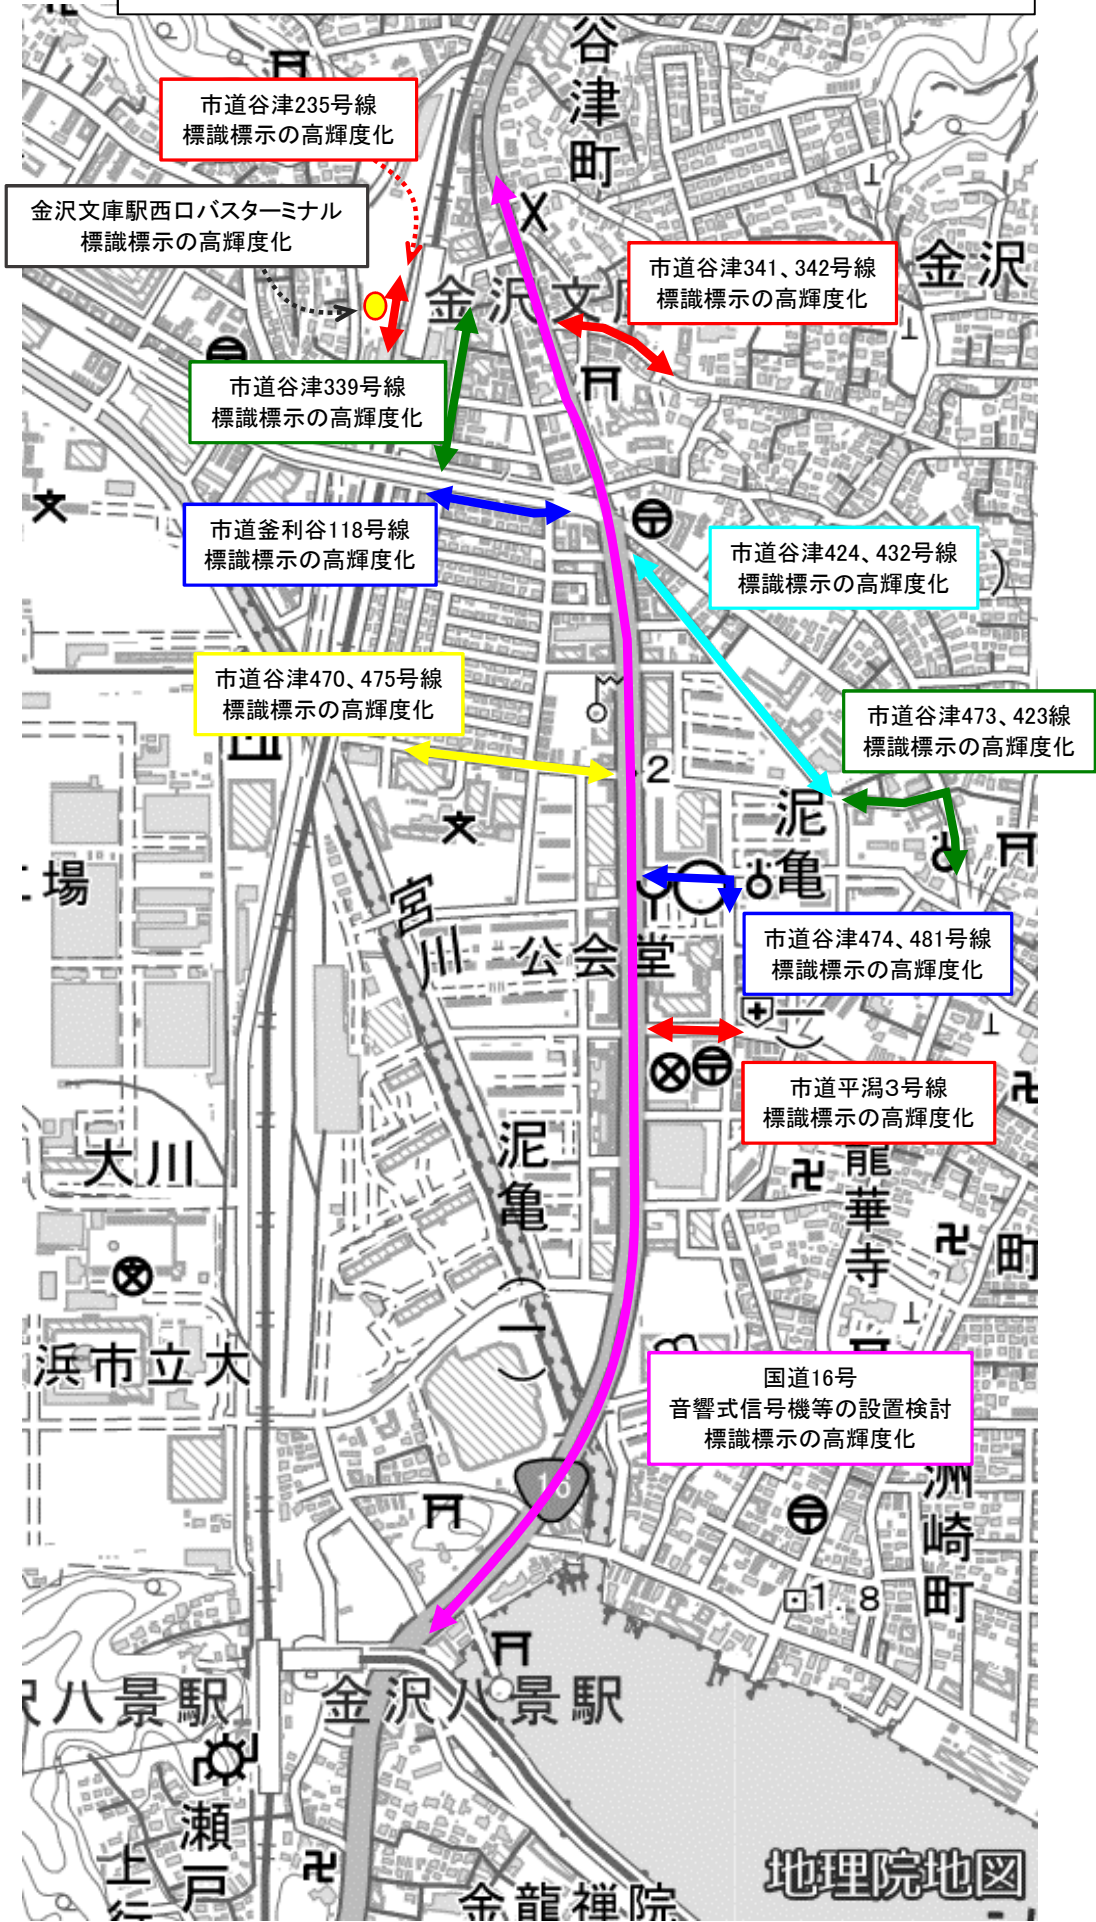 谷津町
市道谷津235号線
標識標示の高輝度化
金沢文庫駅西口バスターミナル
標識標示の高輝度化
市道谷津341、342号線
標識標示の高輝度化
金沢
金沢文庫
市道谷津339号線
標識標示の高輝度化
市道釜利谷118号線
標識標示の高輝度化
市道谷津424、432号線
標識標示の高輝度化
市道谷津470、475号線
標識標示の高輝度化
市道谷津473、423線
標識標示の高輝度化
2
泥亀
(二)
工場
宮川
公会堂
市道谷津474、481号線
標識標示の高輝度化
市道平潟3号線
標識標示の高輝度化
大川
泥亀
(一)
龍華寺
町
浜市立大
国道16号
音響式信号機等の設置検討
標識標示の高輝度化
16
洲崎町
1.8
沢八景駅
金沢八景駅
瀬戸
上行
金龍禅院
地理院地図